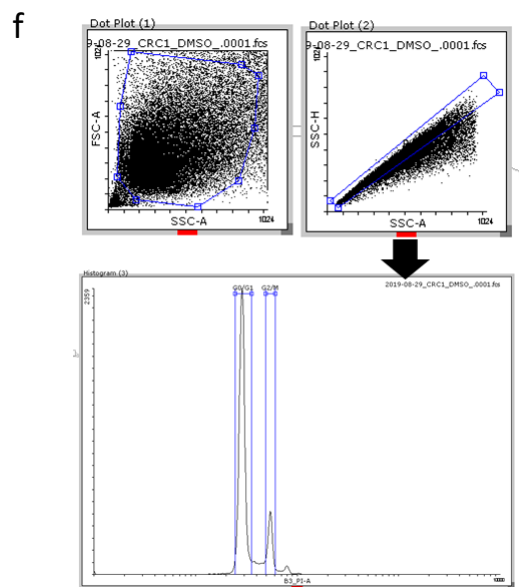 f
Dot Plot (1)
9-08-29_CRC1_DMSO_.0001.fcs
FSC-A
SSC-A
1024
Dot Plot (2)
9-08-29_CRC1_DMSO_.0001.fcs
SSC-H
SSC-A
1024
Histogram (3)
2019-08-29_CRC1_DMSO_.0001.fcs
2359
G0/G1
G2/M
B3_PI-A
10000